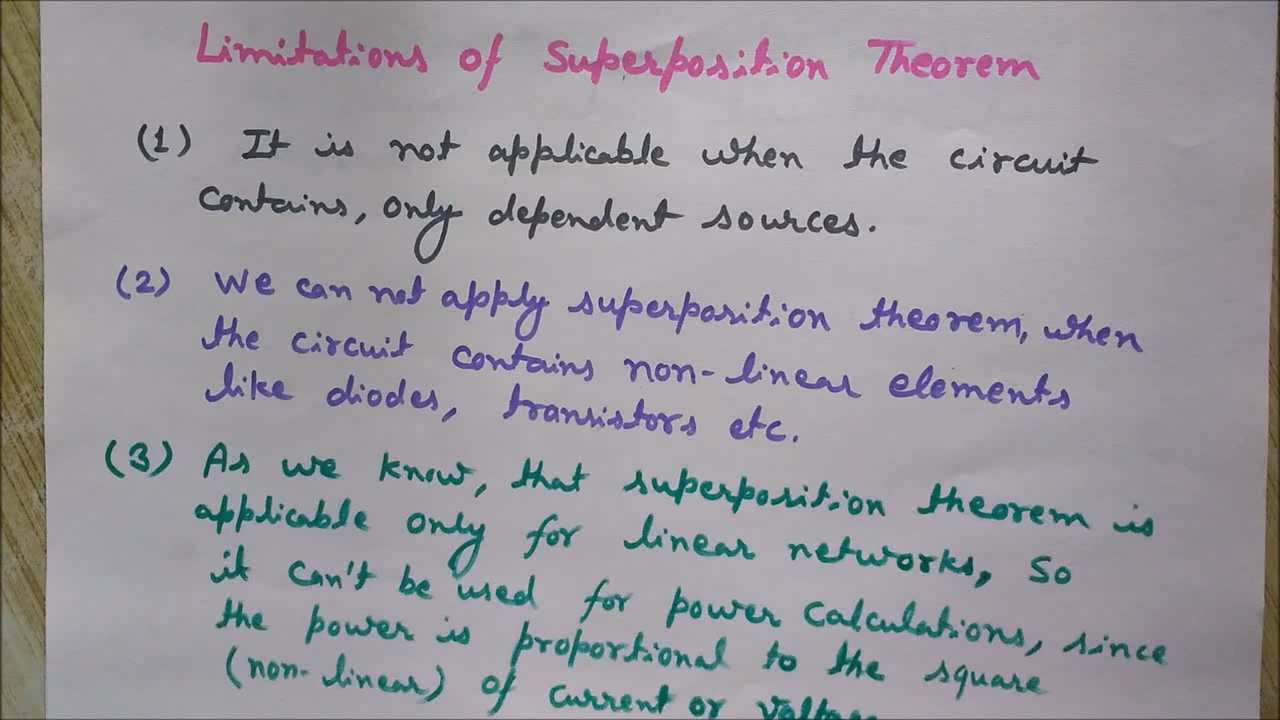 Limitations of Superposition Theorem
(1) It is not applicable when the circuit
contains, only dependent sources.
(2) We can not apply superposition theorem, when
the circuit contains non-linear elements
like diodes, transistors etc.
(3) As we know, that superposition theorem is
applicable only for linear networks, so
it can't be used for power calculations, since
the power is proportional to the square
(non-linear) of current or voltage